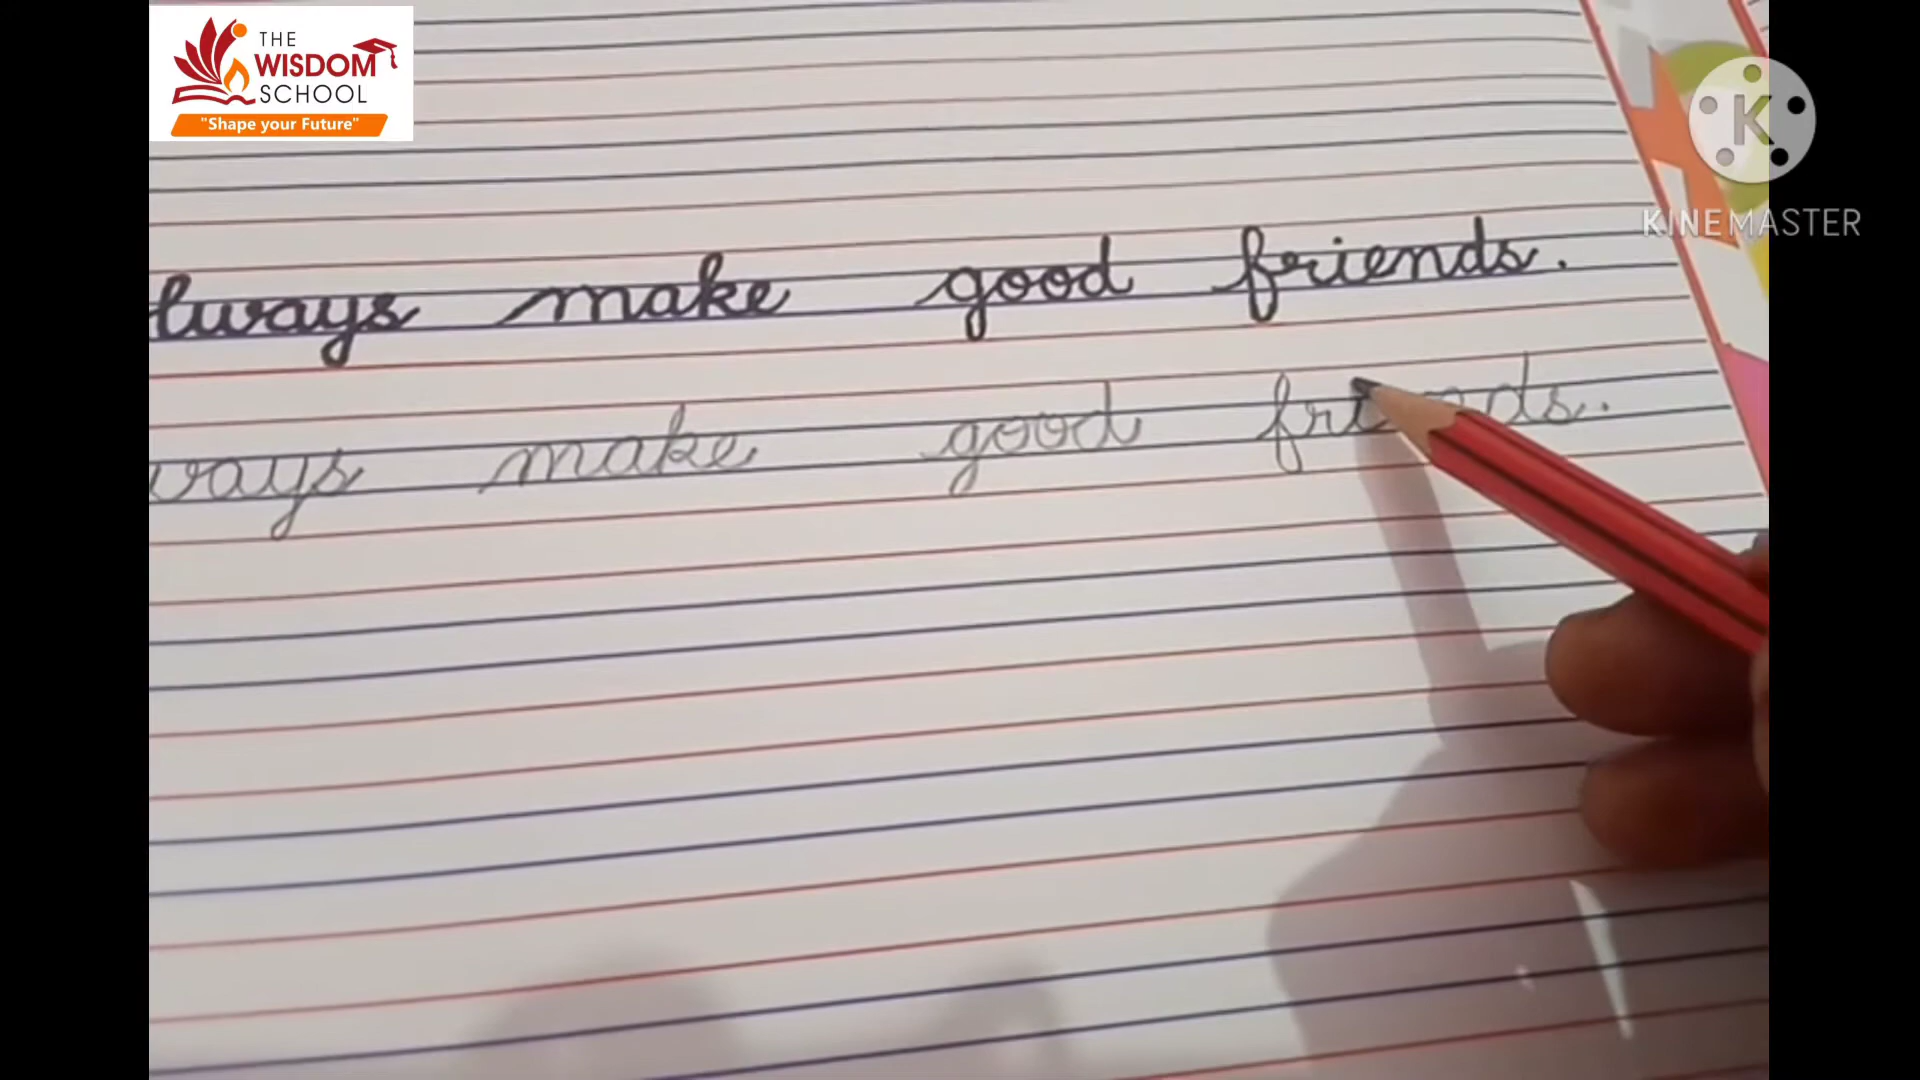 THE
WISDOM
SCHOOL
"Shape your Future"
K
KINEMASTER
lways make good friends.
ways make good friends.